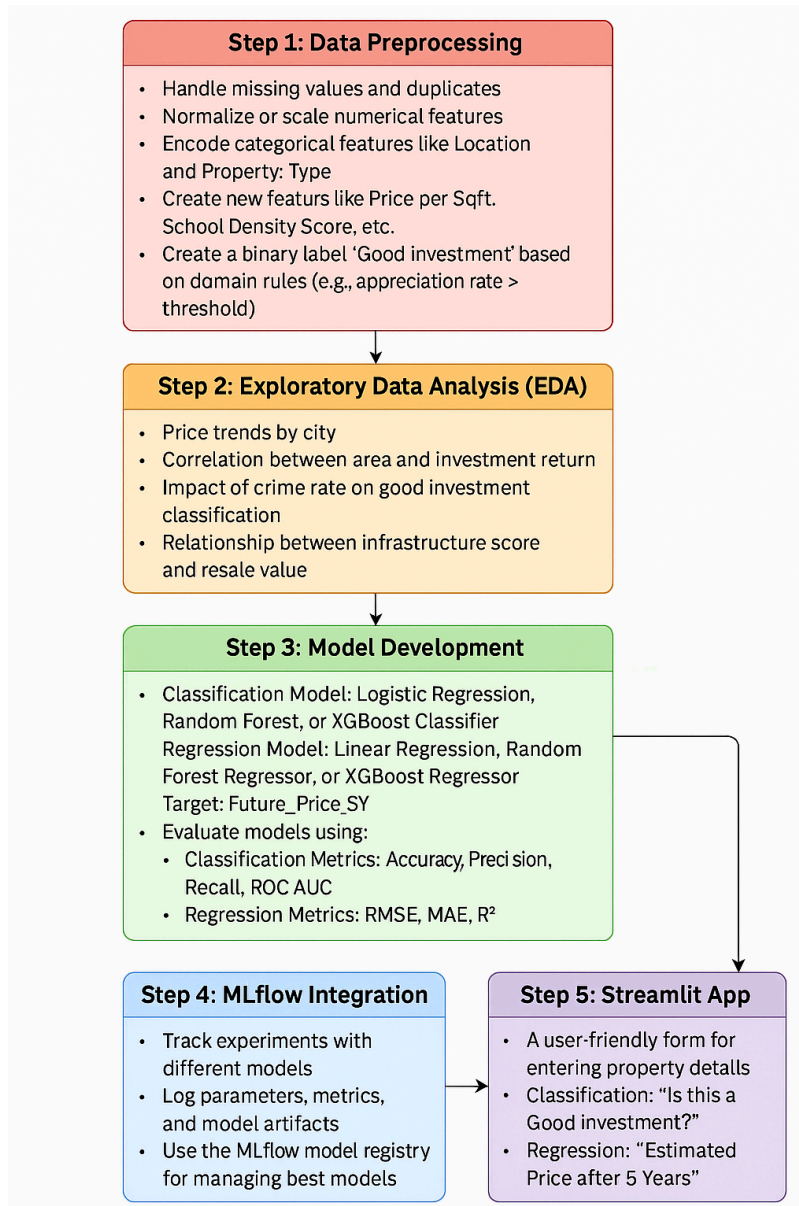 Step 1: Data Preprocessing
• Handle missing values and duplicates
• Normalize or scale numerical features
• Encode categorical features like Location
and Property: Type
• Create new featurs like Price per Sqft.
School Density Score, etc.
• Create a binary label ‘Good investment’ based
on domain rules (e.g., appreciation rate >
threshold)
Step 2: Exploratory Data Analysis (EDA)
• Price trends by city
• Correlation between area and investment return
• Impact of crime rate on good investment
classification
• Relationship between infrastructure score
and resale value
Step 3: Model Development
• Classification Model: Logistic Regression,
Random Forest, or XGBoost Classifier
Regression Model: Linear Regression, Random
Forest Regressor, or XGBoost Regressor
Target: Future_Price_SY
• Evaluate models using:
• Classification Metrics: Accuracy, Precision,
Recall, ROC AUC
• Regression Metrics: RMSE, MAE, R²
Step 4: MLflow Integration
• Track experiments with
different models
• Log parameters, metrics,
and model artifacts
• Use the MLflow model registry
for managing best models
Step 5: Streamlit App
• A user-friendly form for
entering property detalls
• Classification: “Is this a
Good investment?”
• Regression: “Estimated
Price after 5 Years”